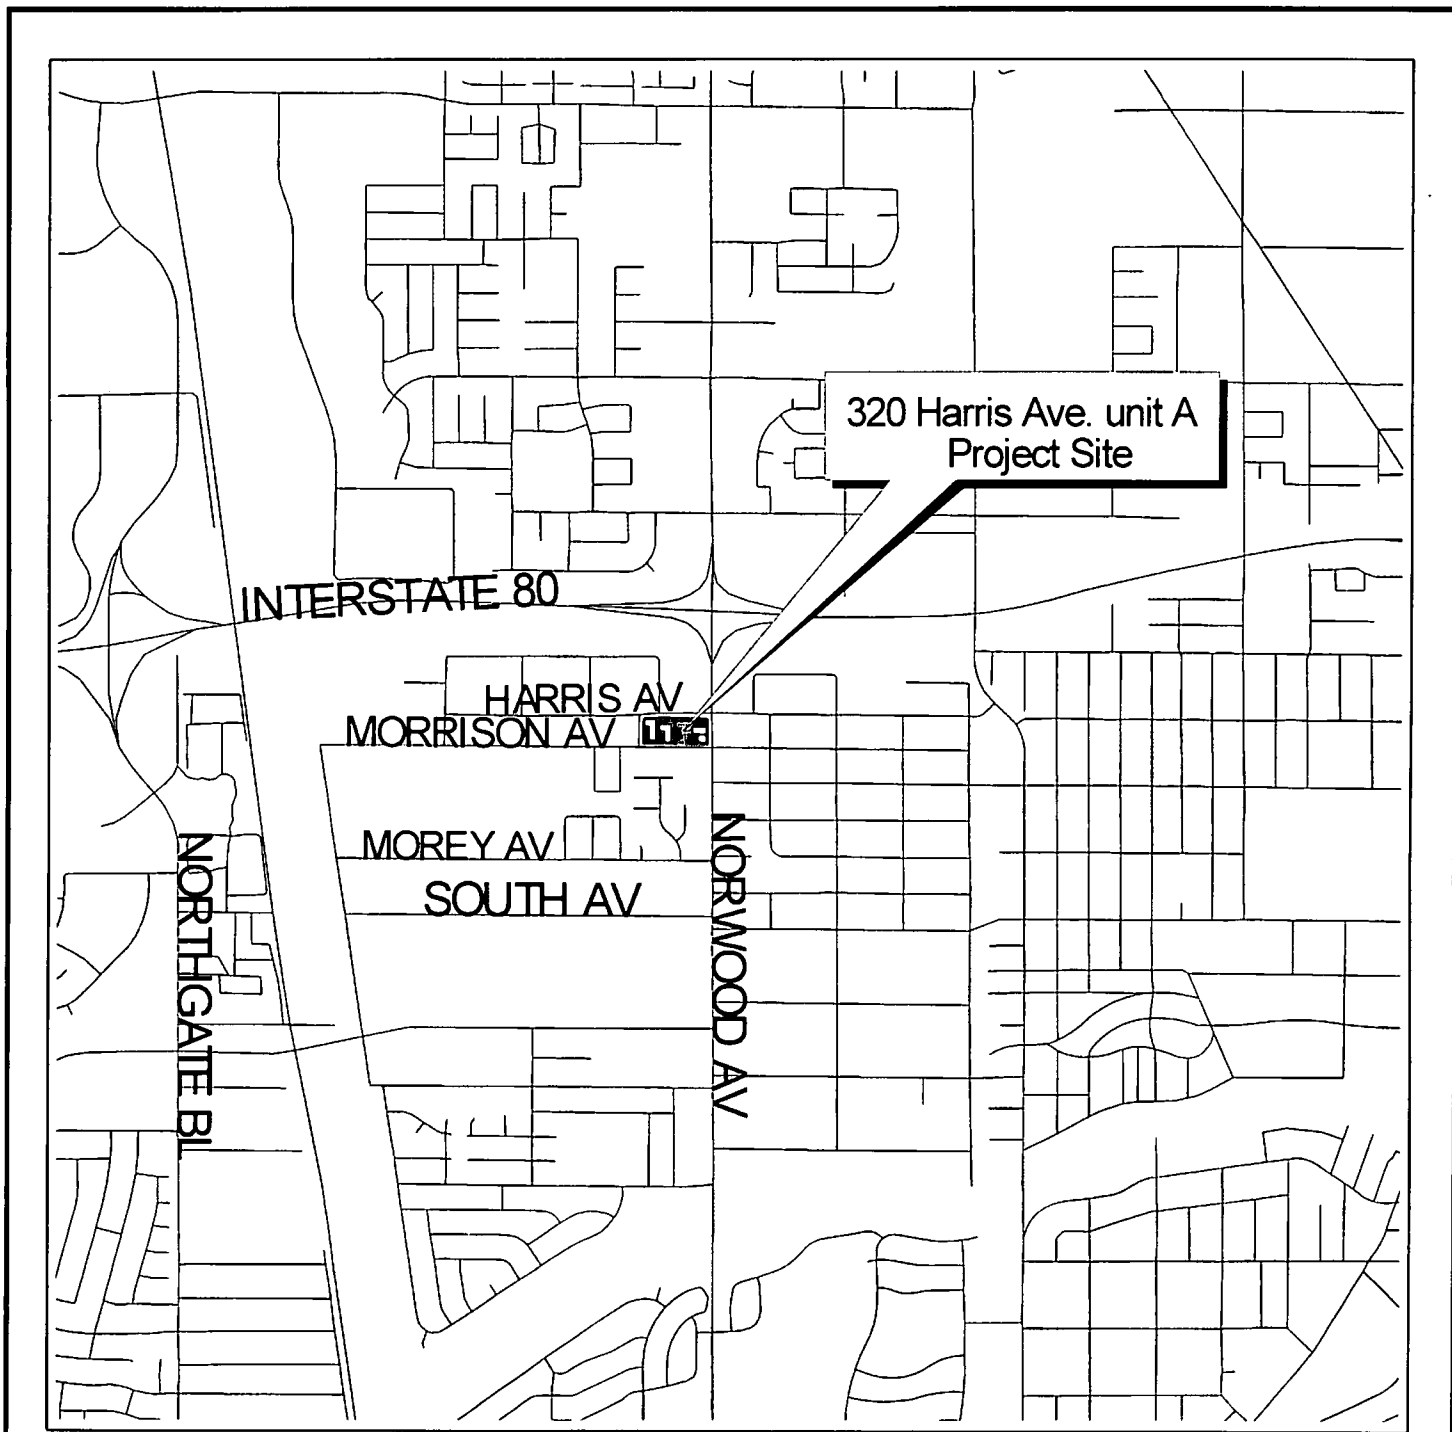 320 Harris Ave. unit A
Project Site
INTERSTATE 80
HARRIS AV
MORRISON AV
MOREY AV
SOUTH AV
NORTHGATE BL
NORWOOD AV